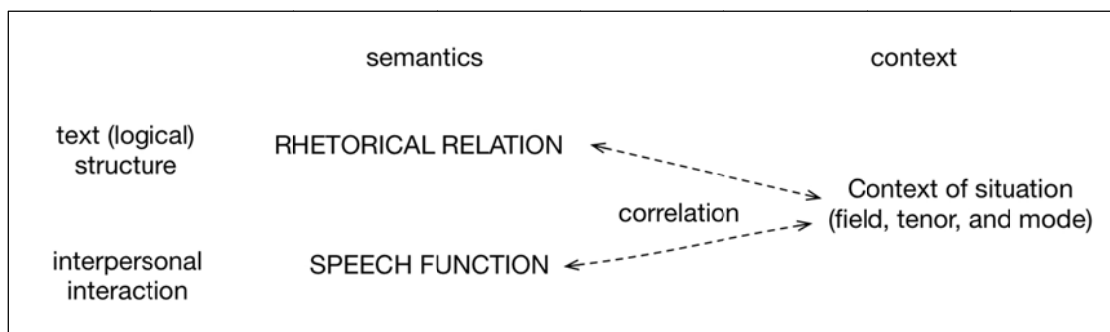 semantics
context
text (logical)
structure
RHETORICAL RELATION
Context of situation
(field, tenor, and mode)
correlation
interpersonal
interaction
SPEECH FUNCTION